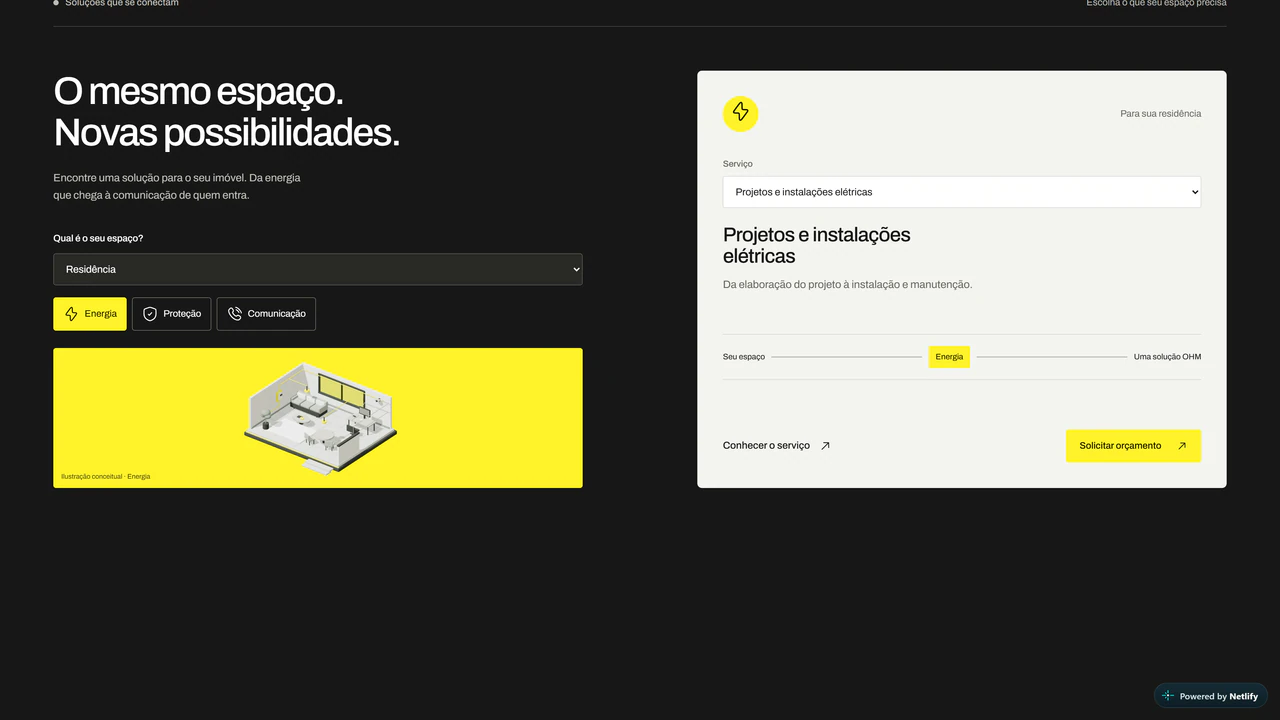 Soluções que se conectam
Escolha o que seu espaço precisa
O mesmo espaço.
Novas possibilidades.
Encontre uma solução para o seu imóvel. Da energia
que chega à comunicação de quem entra.
Qual é o seu espaço?
Residência
Energia
Proteção
Comunicação
Ilustração conceitual · Energia
Para sua residência
Serviço
Projetos e instalações elétricas
Projetos e instalações
elétricas
Da elaboração do projeto à instalação e manutenção.
Seu espaço
Energia
Uma solução OHM
Conhecer o serviço
Solicitar orçamento
Powered by Netlify